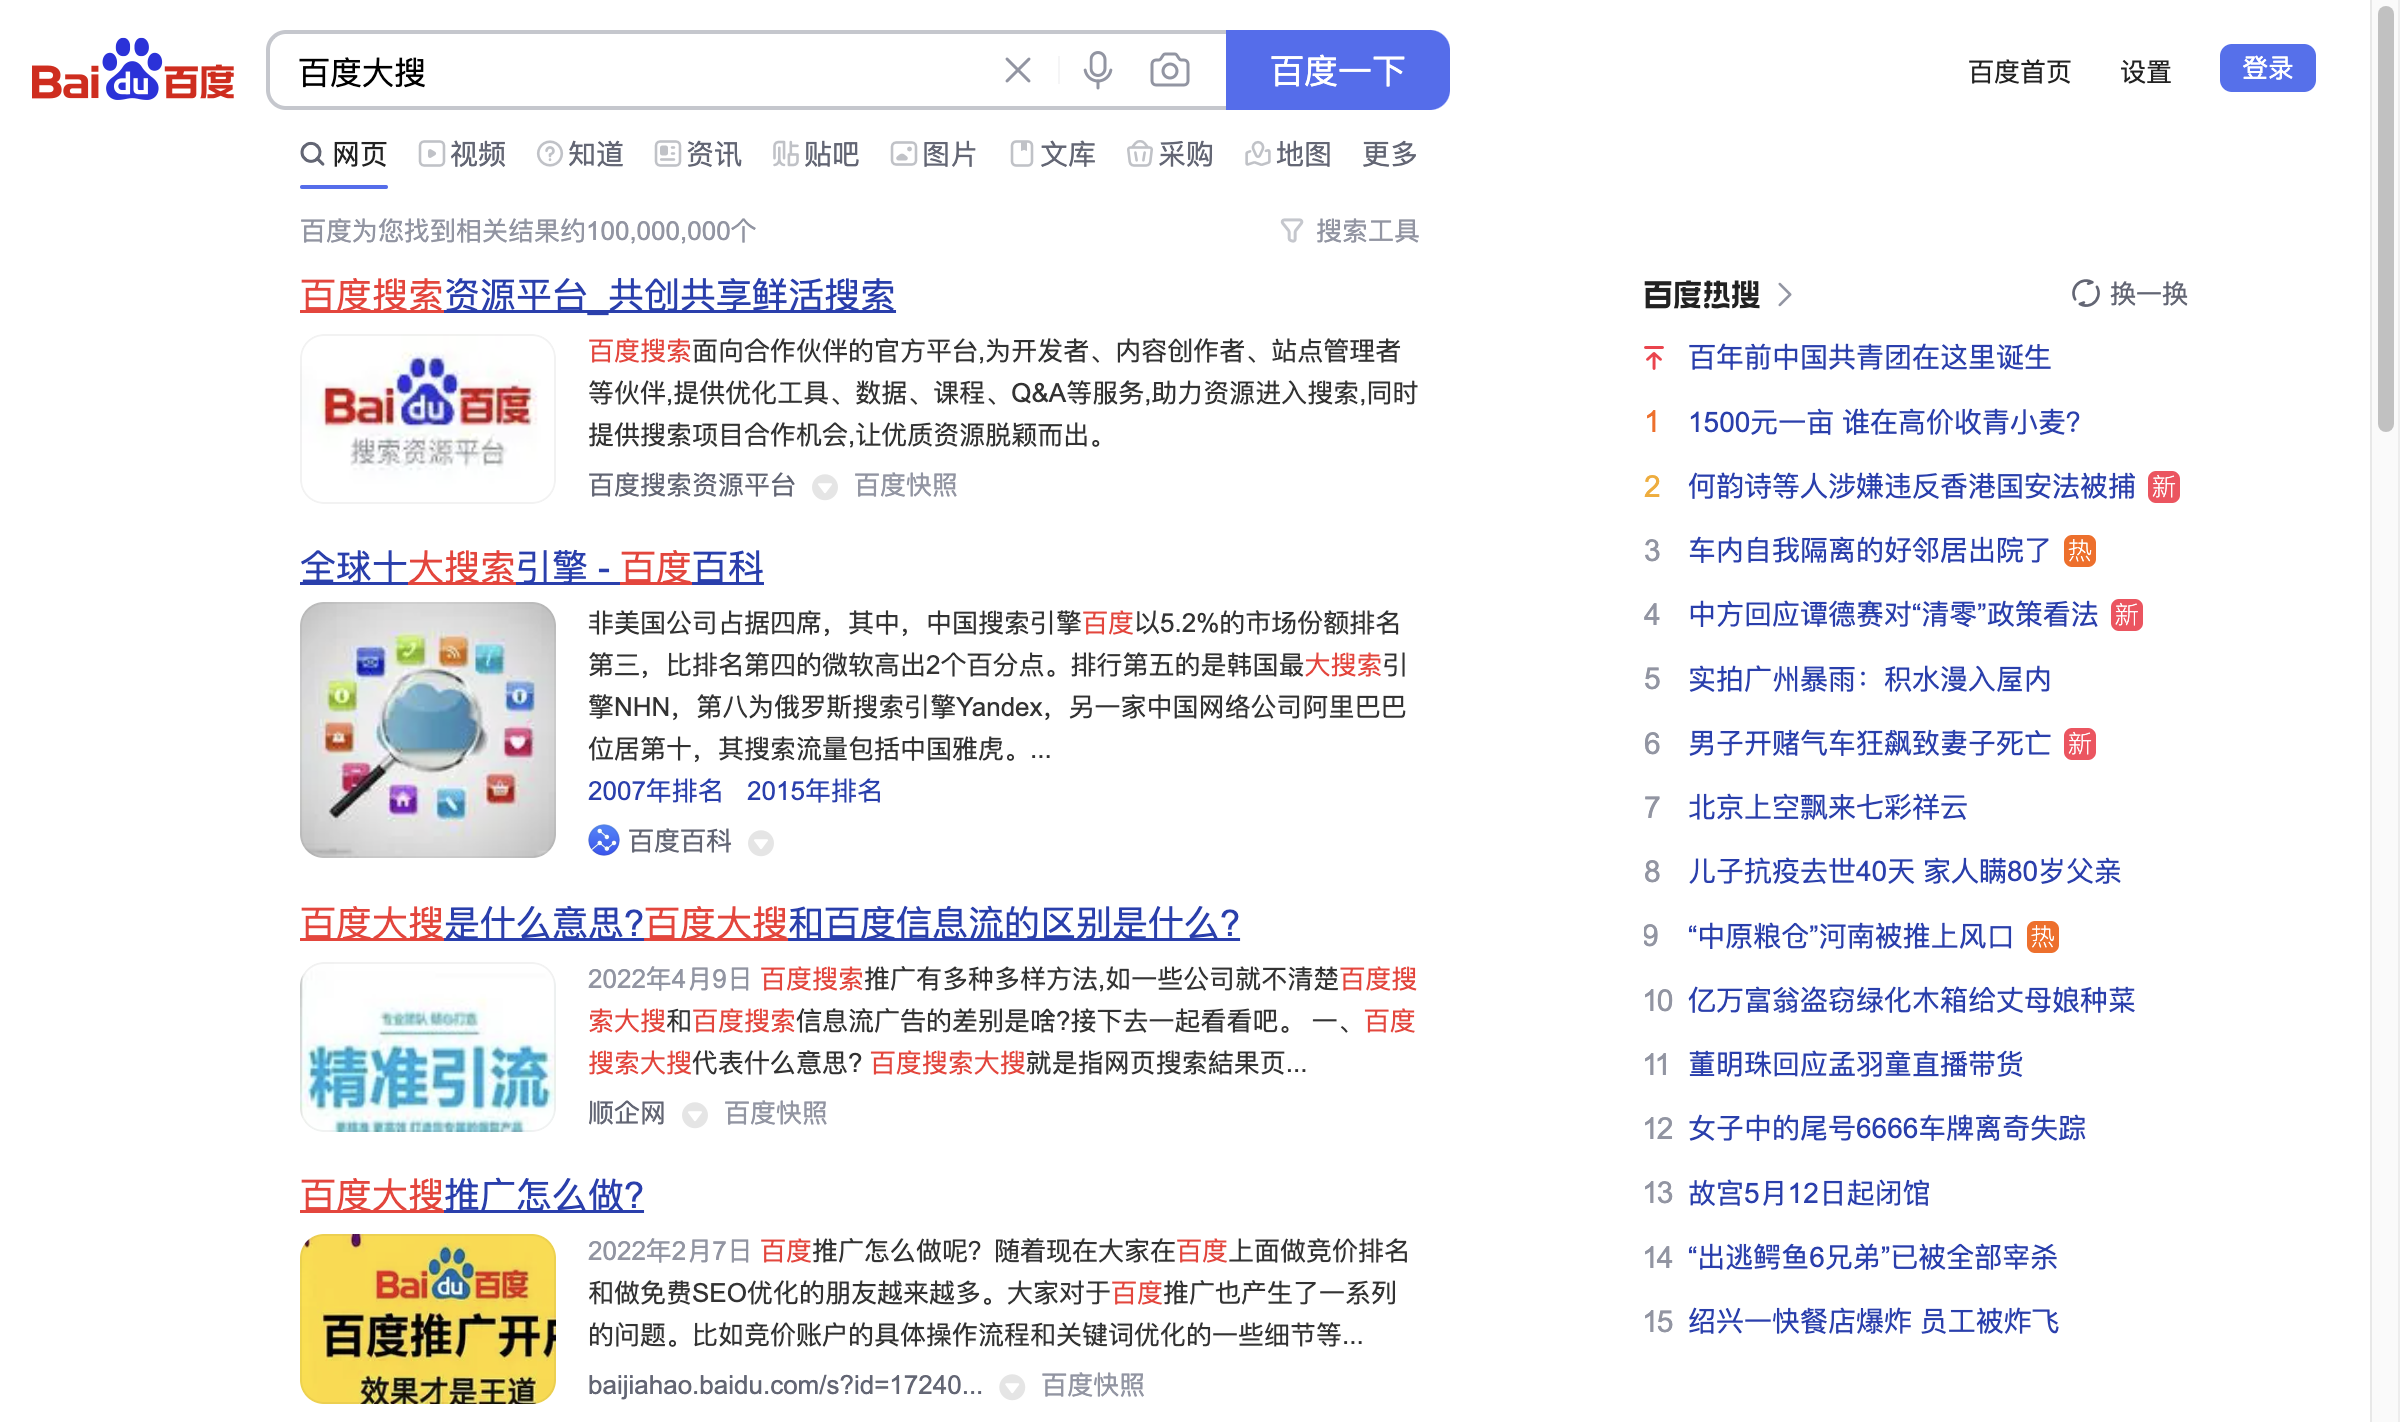 Bai du 百度
百度大搜
百度一下
百度首页 设置 登录
网页 视频 知道 资讯 贴 贴吧 图片 文库 采购 地图 更多
百度为您找到相关结果约100,000,000个
搜索工具
百度搜索资源平台_共创共享鲜活搜索
Bai du 百度
搜索资源平台
百度搜索面向合作伙伴的官方平台,为开发者、内容创作者、站点管理者
等伙伴,提供优化工具、数据、课程、Q&A等服务,助力资源进入搜索,同时
提供搜索项目合作机会,让优质资源脱颖而出。
百度搜索资源平台 百度快照
全球十大搜索引擎 - 百度百科
非美国公司占据四席，其中，中国搜索引擎百度以5.2%的市场份额排名
第三，比排名第四的微软高出2个百分点。排行第五的是韩国最大搜索引
擎NHN，第八为俄罗斯搜索引擎Yandex，另一家中国网络公司阿里巴巴
位居第十，其搜索流量包括中国雅虎。...
2007年排名 2015年排名
百度百科
百度大搜是什么意思?百度大搜和百度信息流的区别是什么?
专业团队 精心打造
精准引流
2022年4月9日 百度搜索推广有多种多样方法,如一些公司就不清楚百度搜
索大搜和百度搜索信息流广告的差别是啥?接下去一起看看吧。 一、百度
搜索大搜代表什么意思? 百度搜索大搜就是指网页搜索結果页...
顺企网 百度快照
百度大搜推广怎么做?
Bai du 百度
百度推广开户
效果才是王道
2022年2月7日 百度推广怎么做呢？随着现在大家在百度上面做竞价排名
和做免费SEO优化的朋友越来越多。大家对于百度推广也产生了一系列
的问题。比如竞价账户的具体操作流程和关键词优化的一些细节等...
baijiahao.baidu.com/s?id=17240... 百度快照
百度热搜 换一换
百年前中国共青团在这里诞生
1 1500元一亩 谁在高价收青小麦?
2 何韵诗等人涉嫌违反香港国安法被捕 新
3 车内自我隔离的好邻居出院了 热
4 中方回应谭德赛对“清零”政策看法 新
5 实拍广州暴雨：积水漫入屋内
6 男子开赌气车狂飙致妻子死亡 新
7 北京上空飘来七彩祥云
8 儿子抗疫去世40天 家人瞒80岁父亲
9 “中原粮仓”河南被推上风口 热
10 亿万富翁盗窃绿化木箱给丈母娘种菜
11 董明珠回应孟羽童直播带货
12 女子中的尾号6666车牌离奇失踪
13 故宫5月12日起闭馆
14 “出逃鳄鱼6兄弟”已被全部宰杀
15 绍兴一快餐店爆炸 员工被炸飞